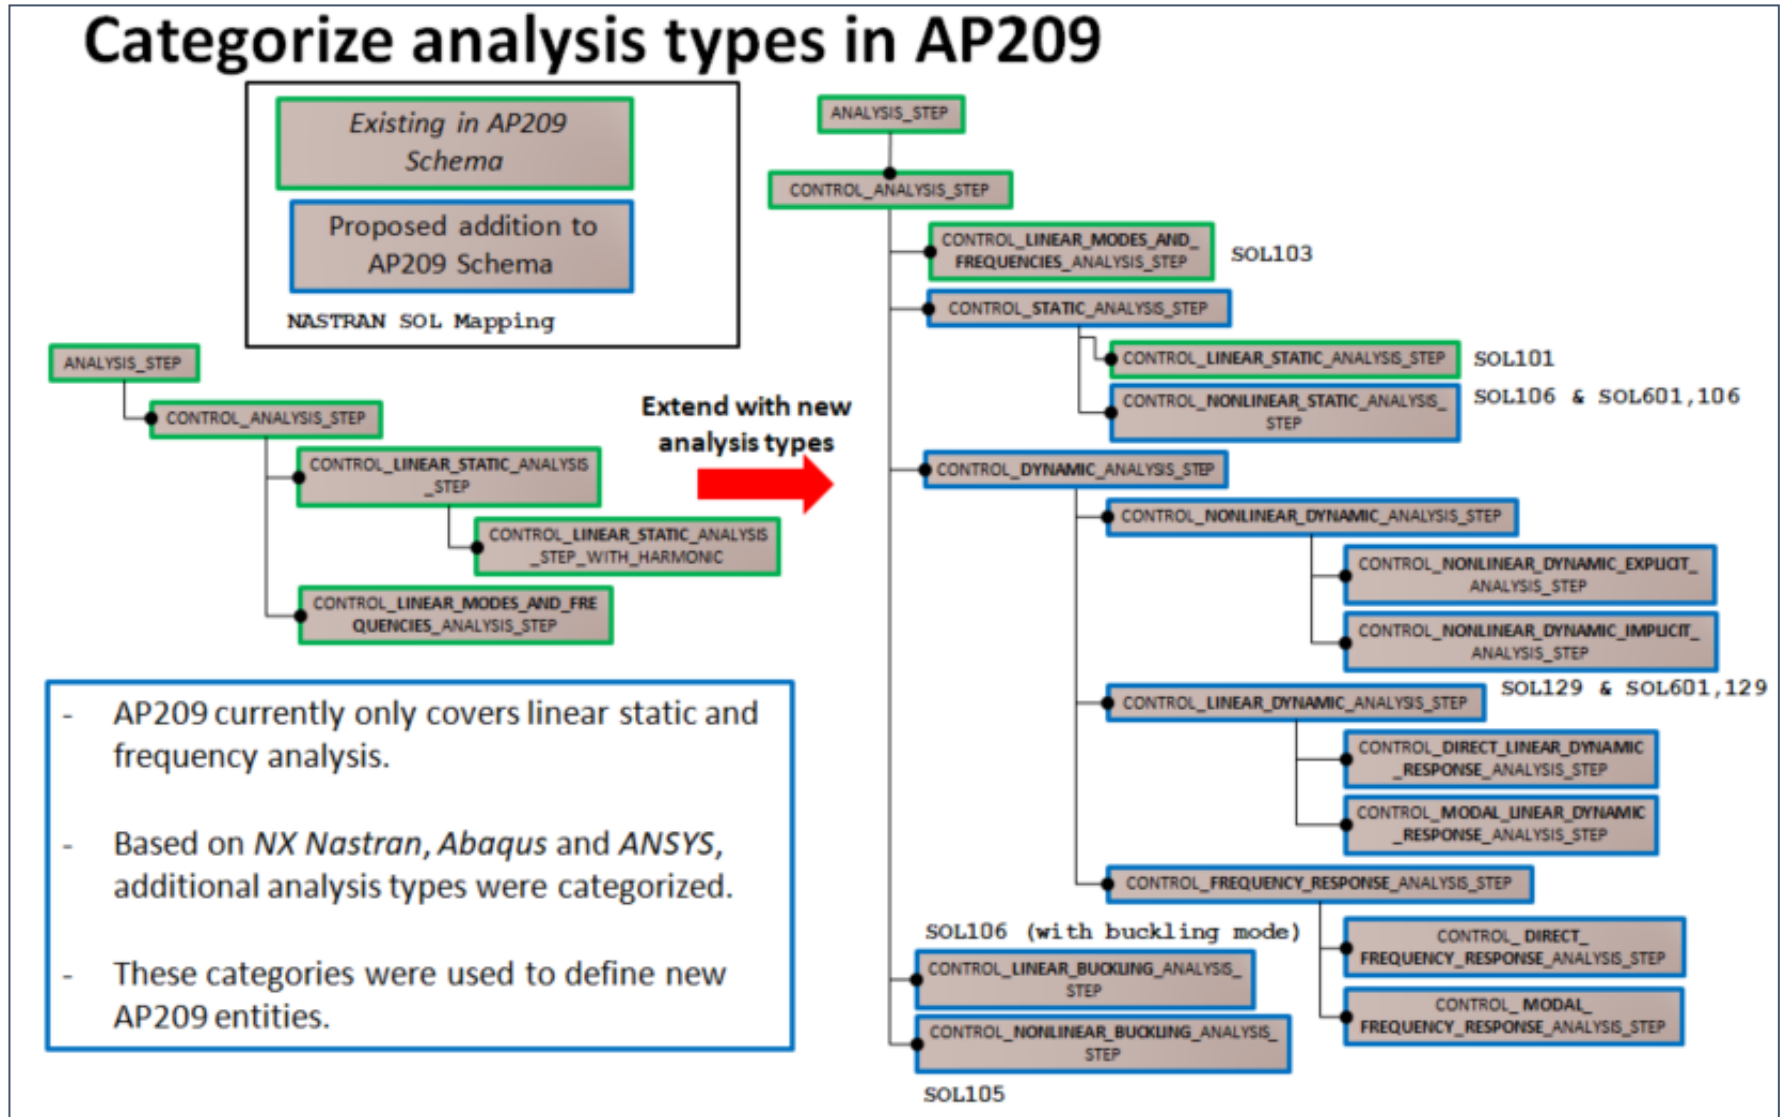 Categorize analysis types in AP209
Existing in AP209
Schema
Proposed addition to
AP209 Schema
NASTRAN SOL Mapping
ANALYSIS_STEP
CONTROL_ANALYSIS_STEP
CONTROL_LINEAR_STATIC_ANALYSIS
_STEP
CONTROL_LINEAR_STATIC_ANALYSIS
_STEP_WITH_HARMONIC
CONTROL_LINEAR_MODES_AND_FRE
QUENCIES_ANALYSIS_STEP
Extend with new
analysis types
- AP209 currently only covers linear static and
frequency analysis.
- Based on NX Nastran, Abaqus and ANSYS,
additional analysis types were categorized.
- These categories were used to define new
AP209 entities.
ANALYSIS_STEP
CONTROL_ANALYSIS_STEP
CONTROL_LINEAR_MODES_AND_
FREQUENCIES_ANALYSIS_STEP
SOL103
CONTROL_STATIC_ANALYSIS_STEP
CONTROL_LINEAR_STATIC_ANALYSIS_STEP
SOL101
CONTROL_NONLINEAR_STATIC_ANALYSIS_
STEP
SOL106 & SOL601,106
CONTROL_DYNAMIC_ANALYSIS_STEP
CONTROL_NONLINEAR_DYNAMIC_ANALYSIS_STEP
CONTROL_NONLINEAR_DYNAMIC_EXPLICIT_
ANALYSIS_STEP
CONTROL_NONLINEAR_DYNAMIC_IMPLICIT_
ANALYSIS_STEP
SOL129 & SOL601,129
CONTROL_LINEAR_DYNAMIC_ANALYSIS_STEP
CONTROL_DIRECT_LINEAR_DYNAMIC
_RESPONSE_ANALYSIS_STEP
CONTROL_MODAL_LINEAR_DYNAMIC
_RESPONSE_ANALYSIS_STEP
CONTROL_FREQUENCY_RESPONSE_ANALYSIS_STEP
CONTROL_ DIRECT_
FREQUENCY_RESPONSE_ANALYSIS_STEP
CONTROL_ MODAL_
FREQUENCY_RESPONSE_ANALYSIS_STEP
SOL106 (with buckling mode)
CONTROL_LINEAR_BUCKLING_ANALYSIS_
STEP
CONTROL_NONLINEAR_BUCKLING_ANALYSIS_
STEP
SOL105